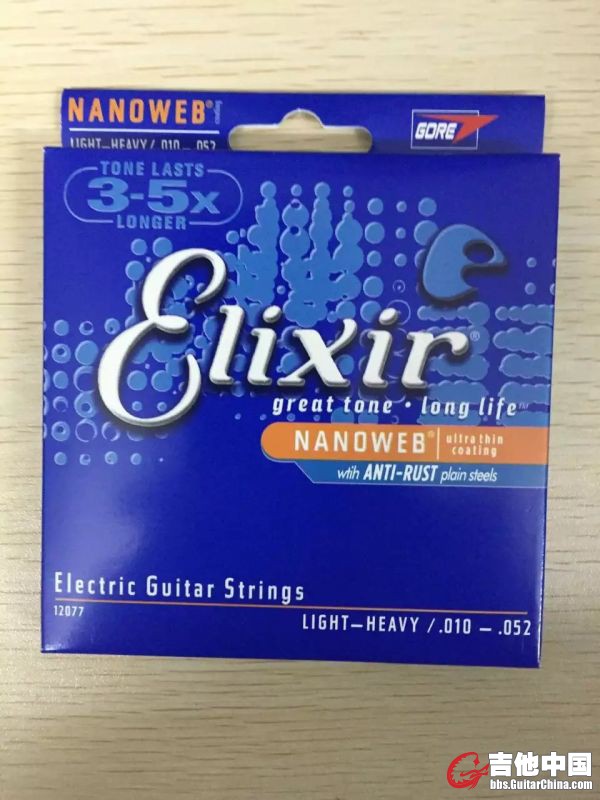 NANOWEB®
coating
LIGHT-HEAVY/.010 - .052
GORE
TONE LASTS
3-5x
LONGER
e
Elixir®
great tone • long life™
NANOWEB® ultra thin
coating
wtih ANTI-RUST plain steels
Electric Guitar Strings
12077
LIGHT-HEAVY / .010 - .052
吉他中国
bbs.GuitarChina.com